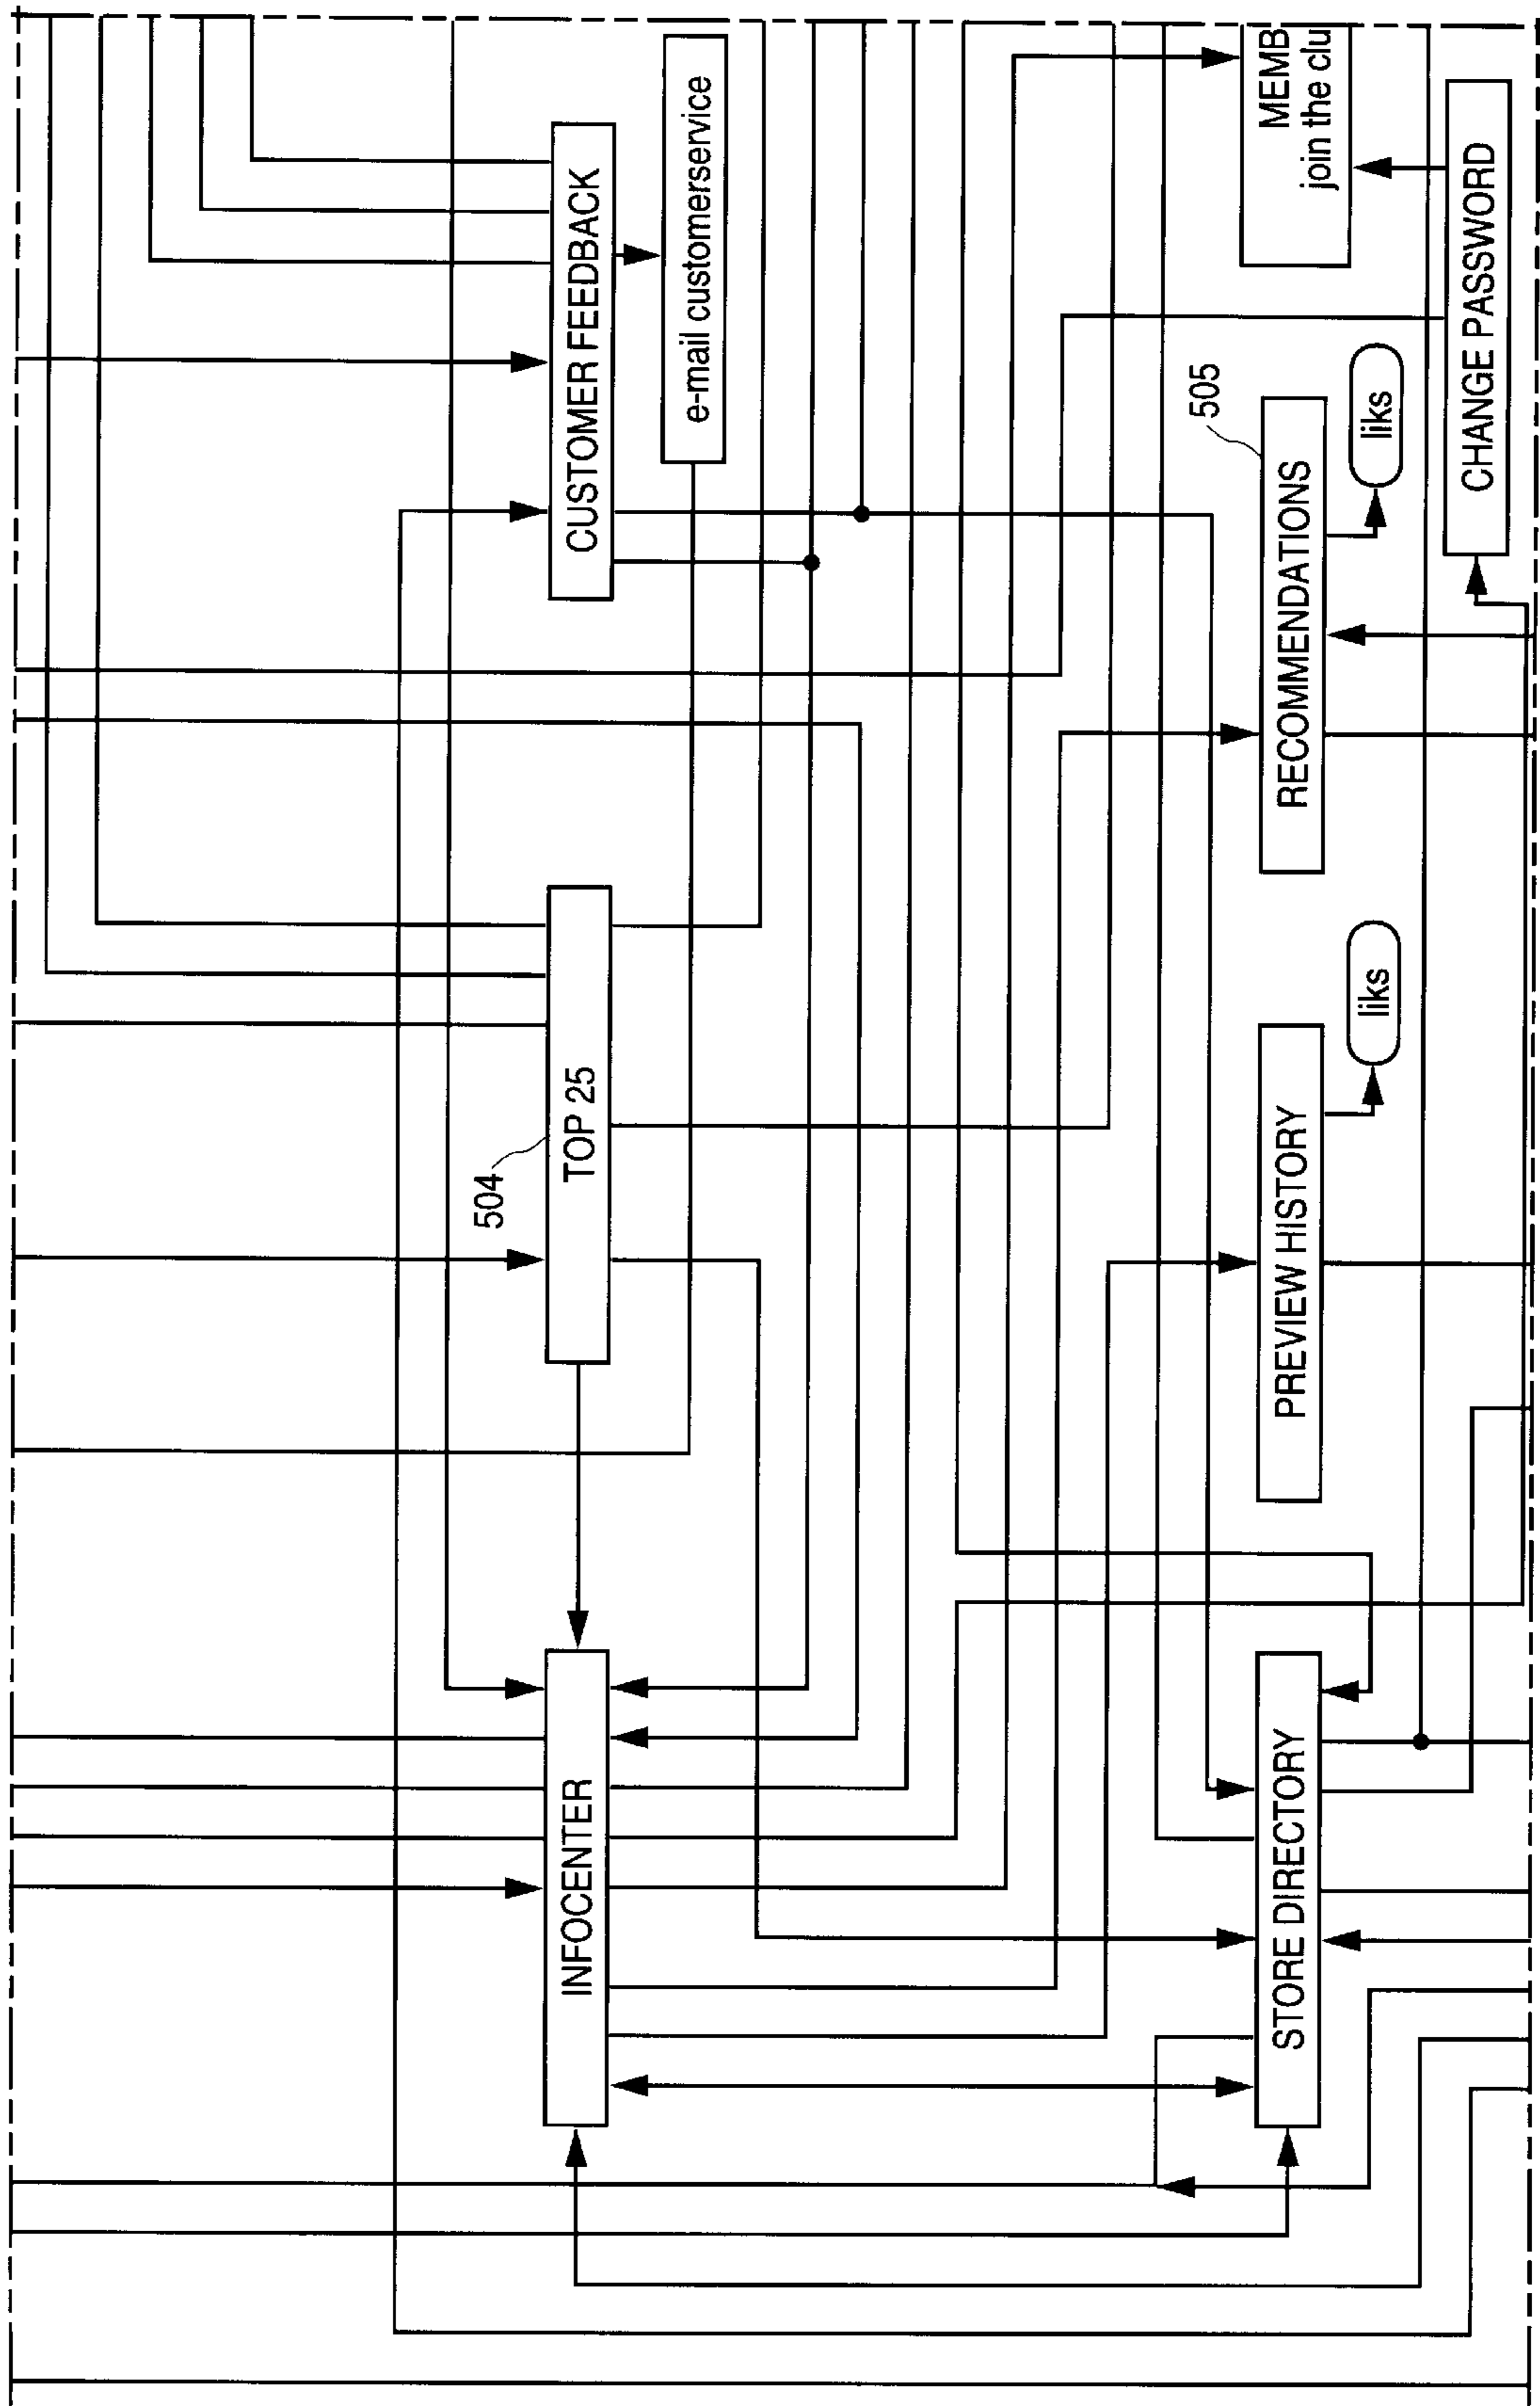 INFOCENTER
504
TOP 25
CUSTOMER FEEDBACK
e-mail customerservice
STORE DIRECTORY
PREVIEW HISTORY
liks
505
RECOMMENDATIONS
liks
MEMB
join the clu
CHANGE PASSWORD